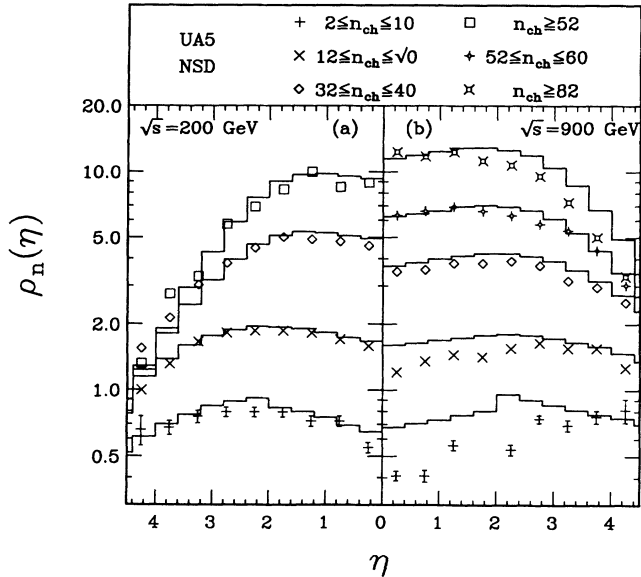 UA5
NSD
+ 2≦n_ch≦10
× 12≦n_ch≦√0
◇ 32≦n_ch≦40
□ n_ch≧52
✧ 52≦n_ch≦60
¤ n_ch≧82
√s=200 GeV (a)
(b) √s=900 GeV
20.0
10.0
5.0
2.0
1.0
0.5
ρ_n(η)
4 3 2 1 0 1 2 3 4
η